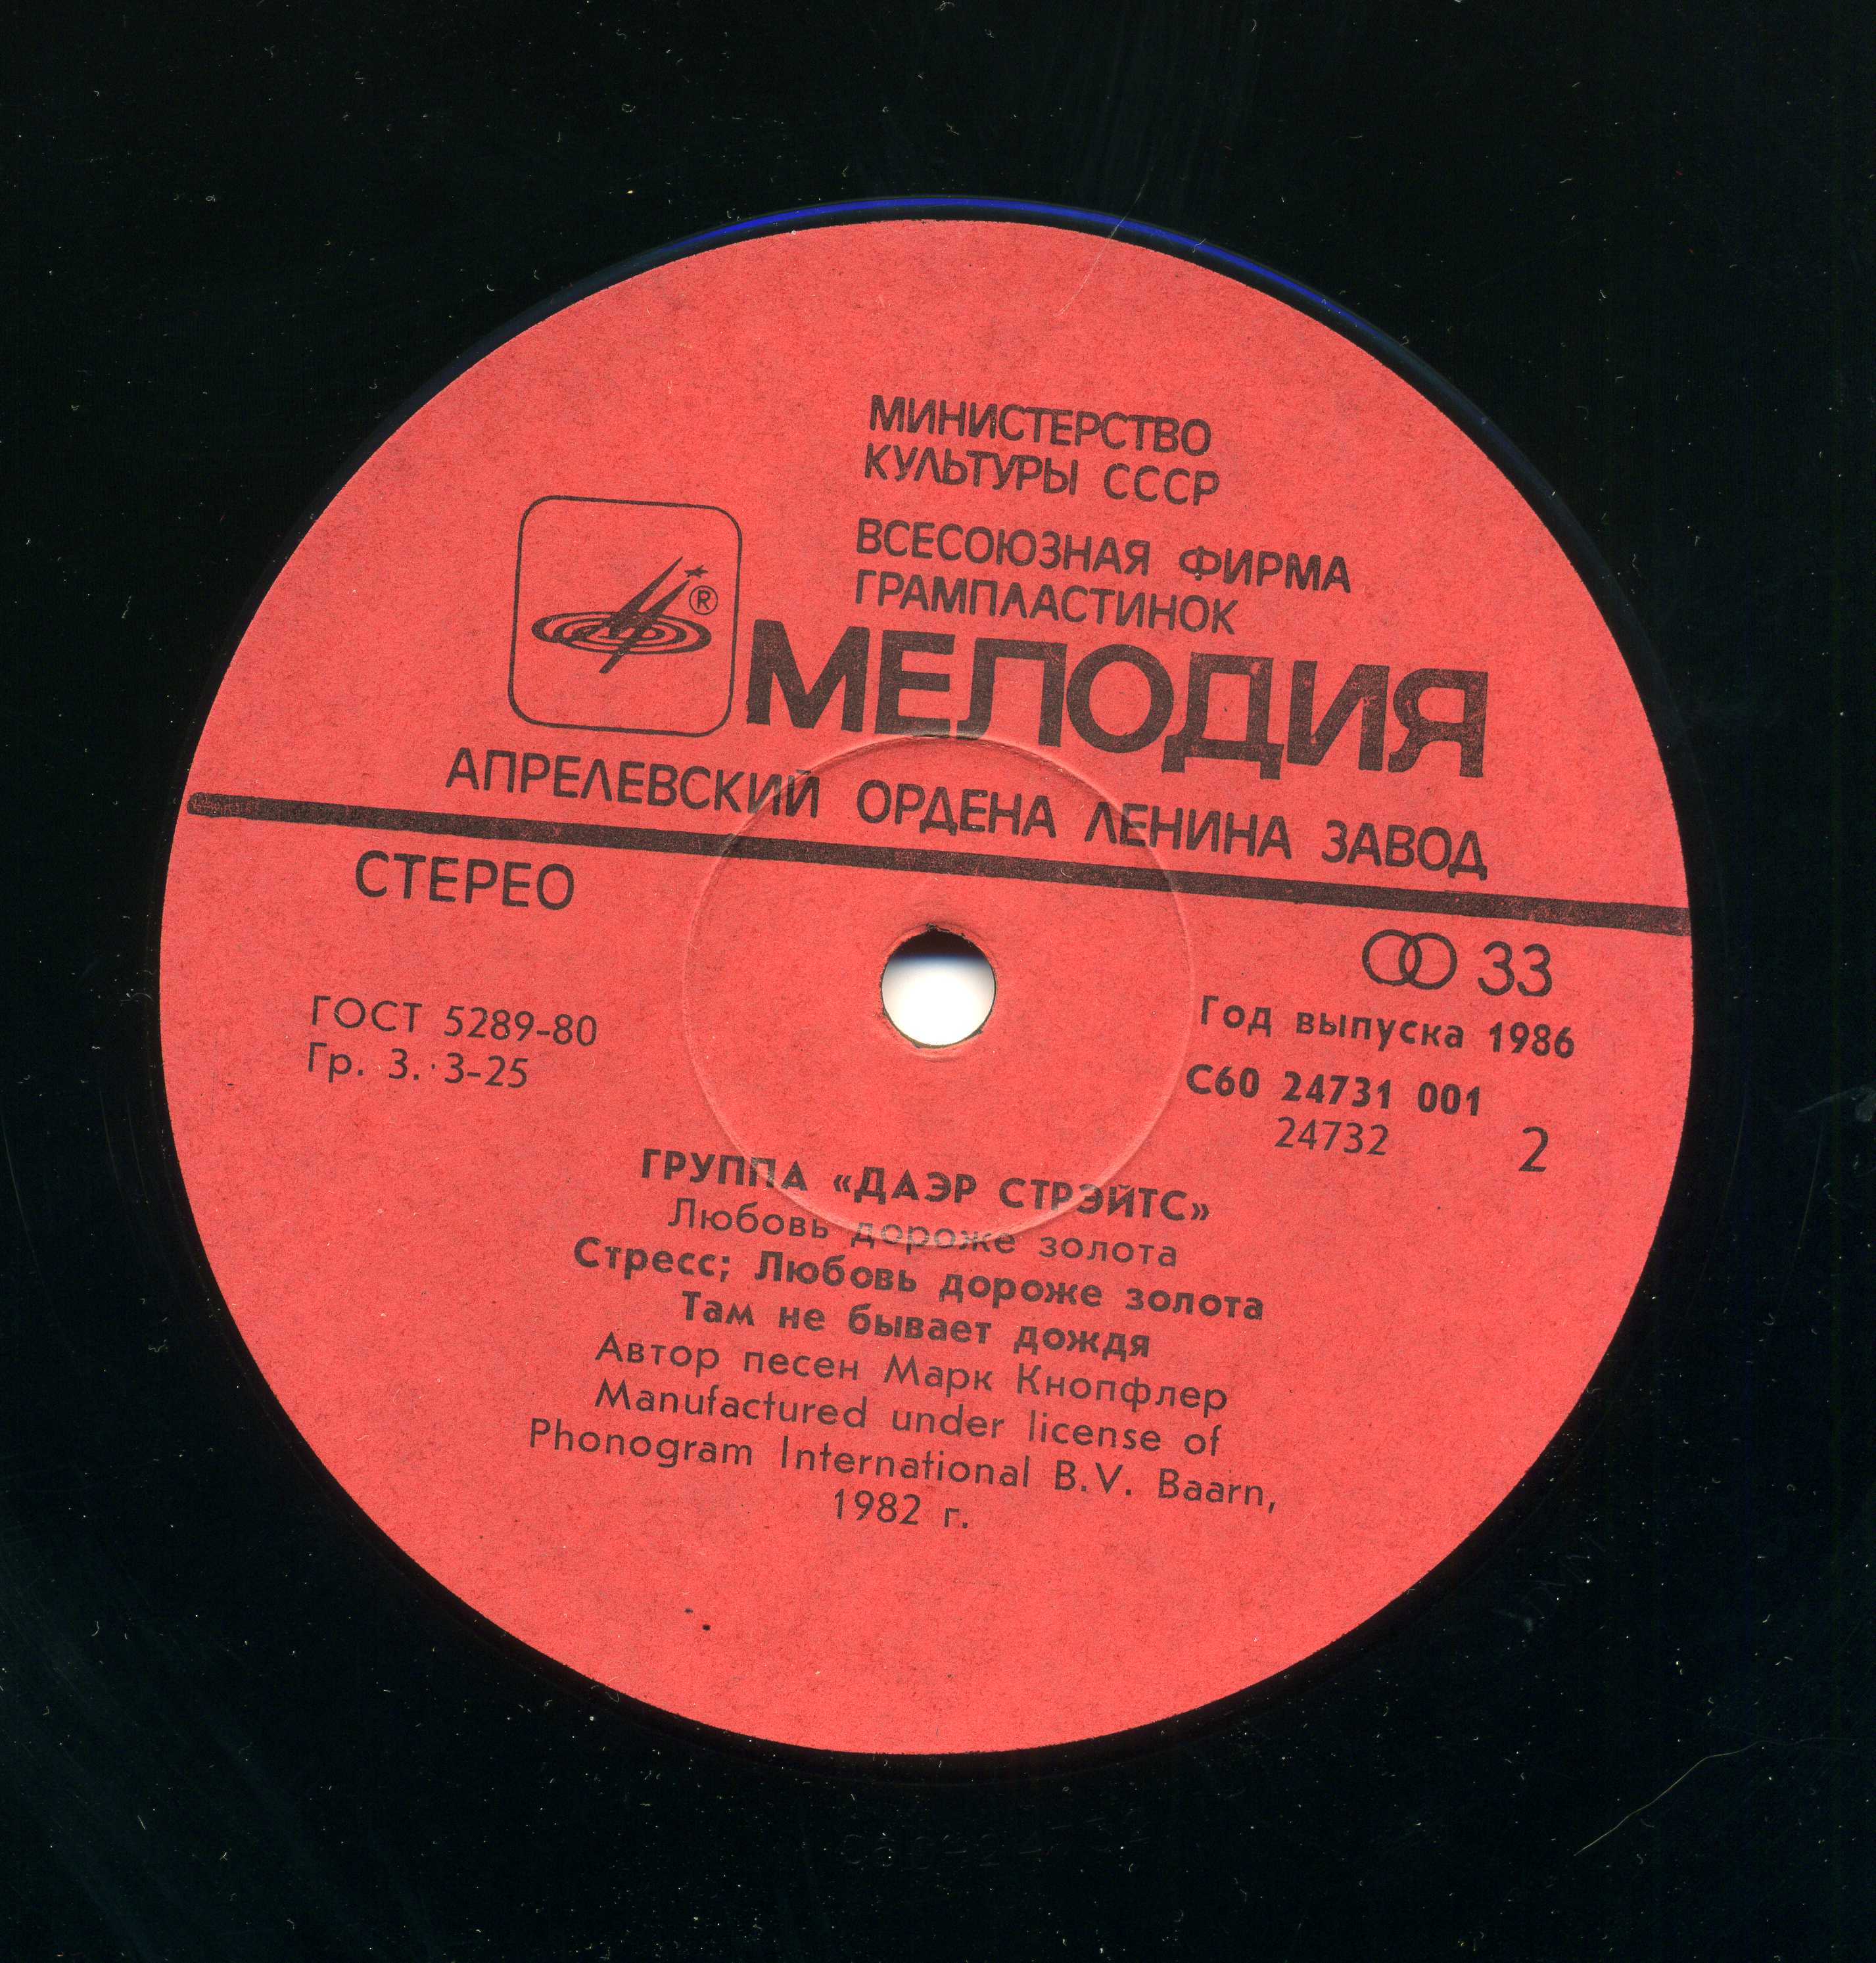 МИНИСТЕРСТВО
КУЛЬТУРЫ СССР
ВСЕСОЮЗНАЯ ФИРМА
ГРАМПЛАСТИНОК
®
МЕЛОДИЯ
АПРЕЛЕВСКИЙ ОРДЕНА ЛЕНИНА ЗАВОД
СТЕРЕО
33
ГОСТ 5289-80
Гр. 3. 3-25
Год выпуска 1986
С60 24731 001
24732
2
ГРУППА «ДАЭР СТРЭЙТС»
Любовь дороже золота
Стресс; Любовь дороже золота
Там не бывает дождя
Автор песен Марк Кнопфлер
Manufactured under license of
Phonogram International B.V. Baarn,
1982 г.